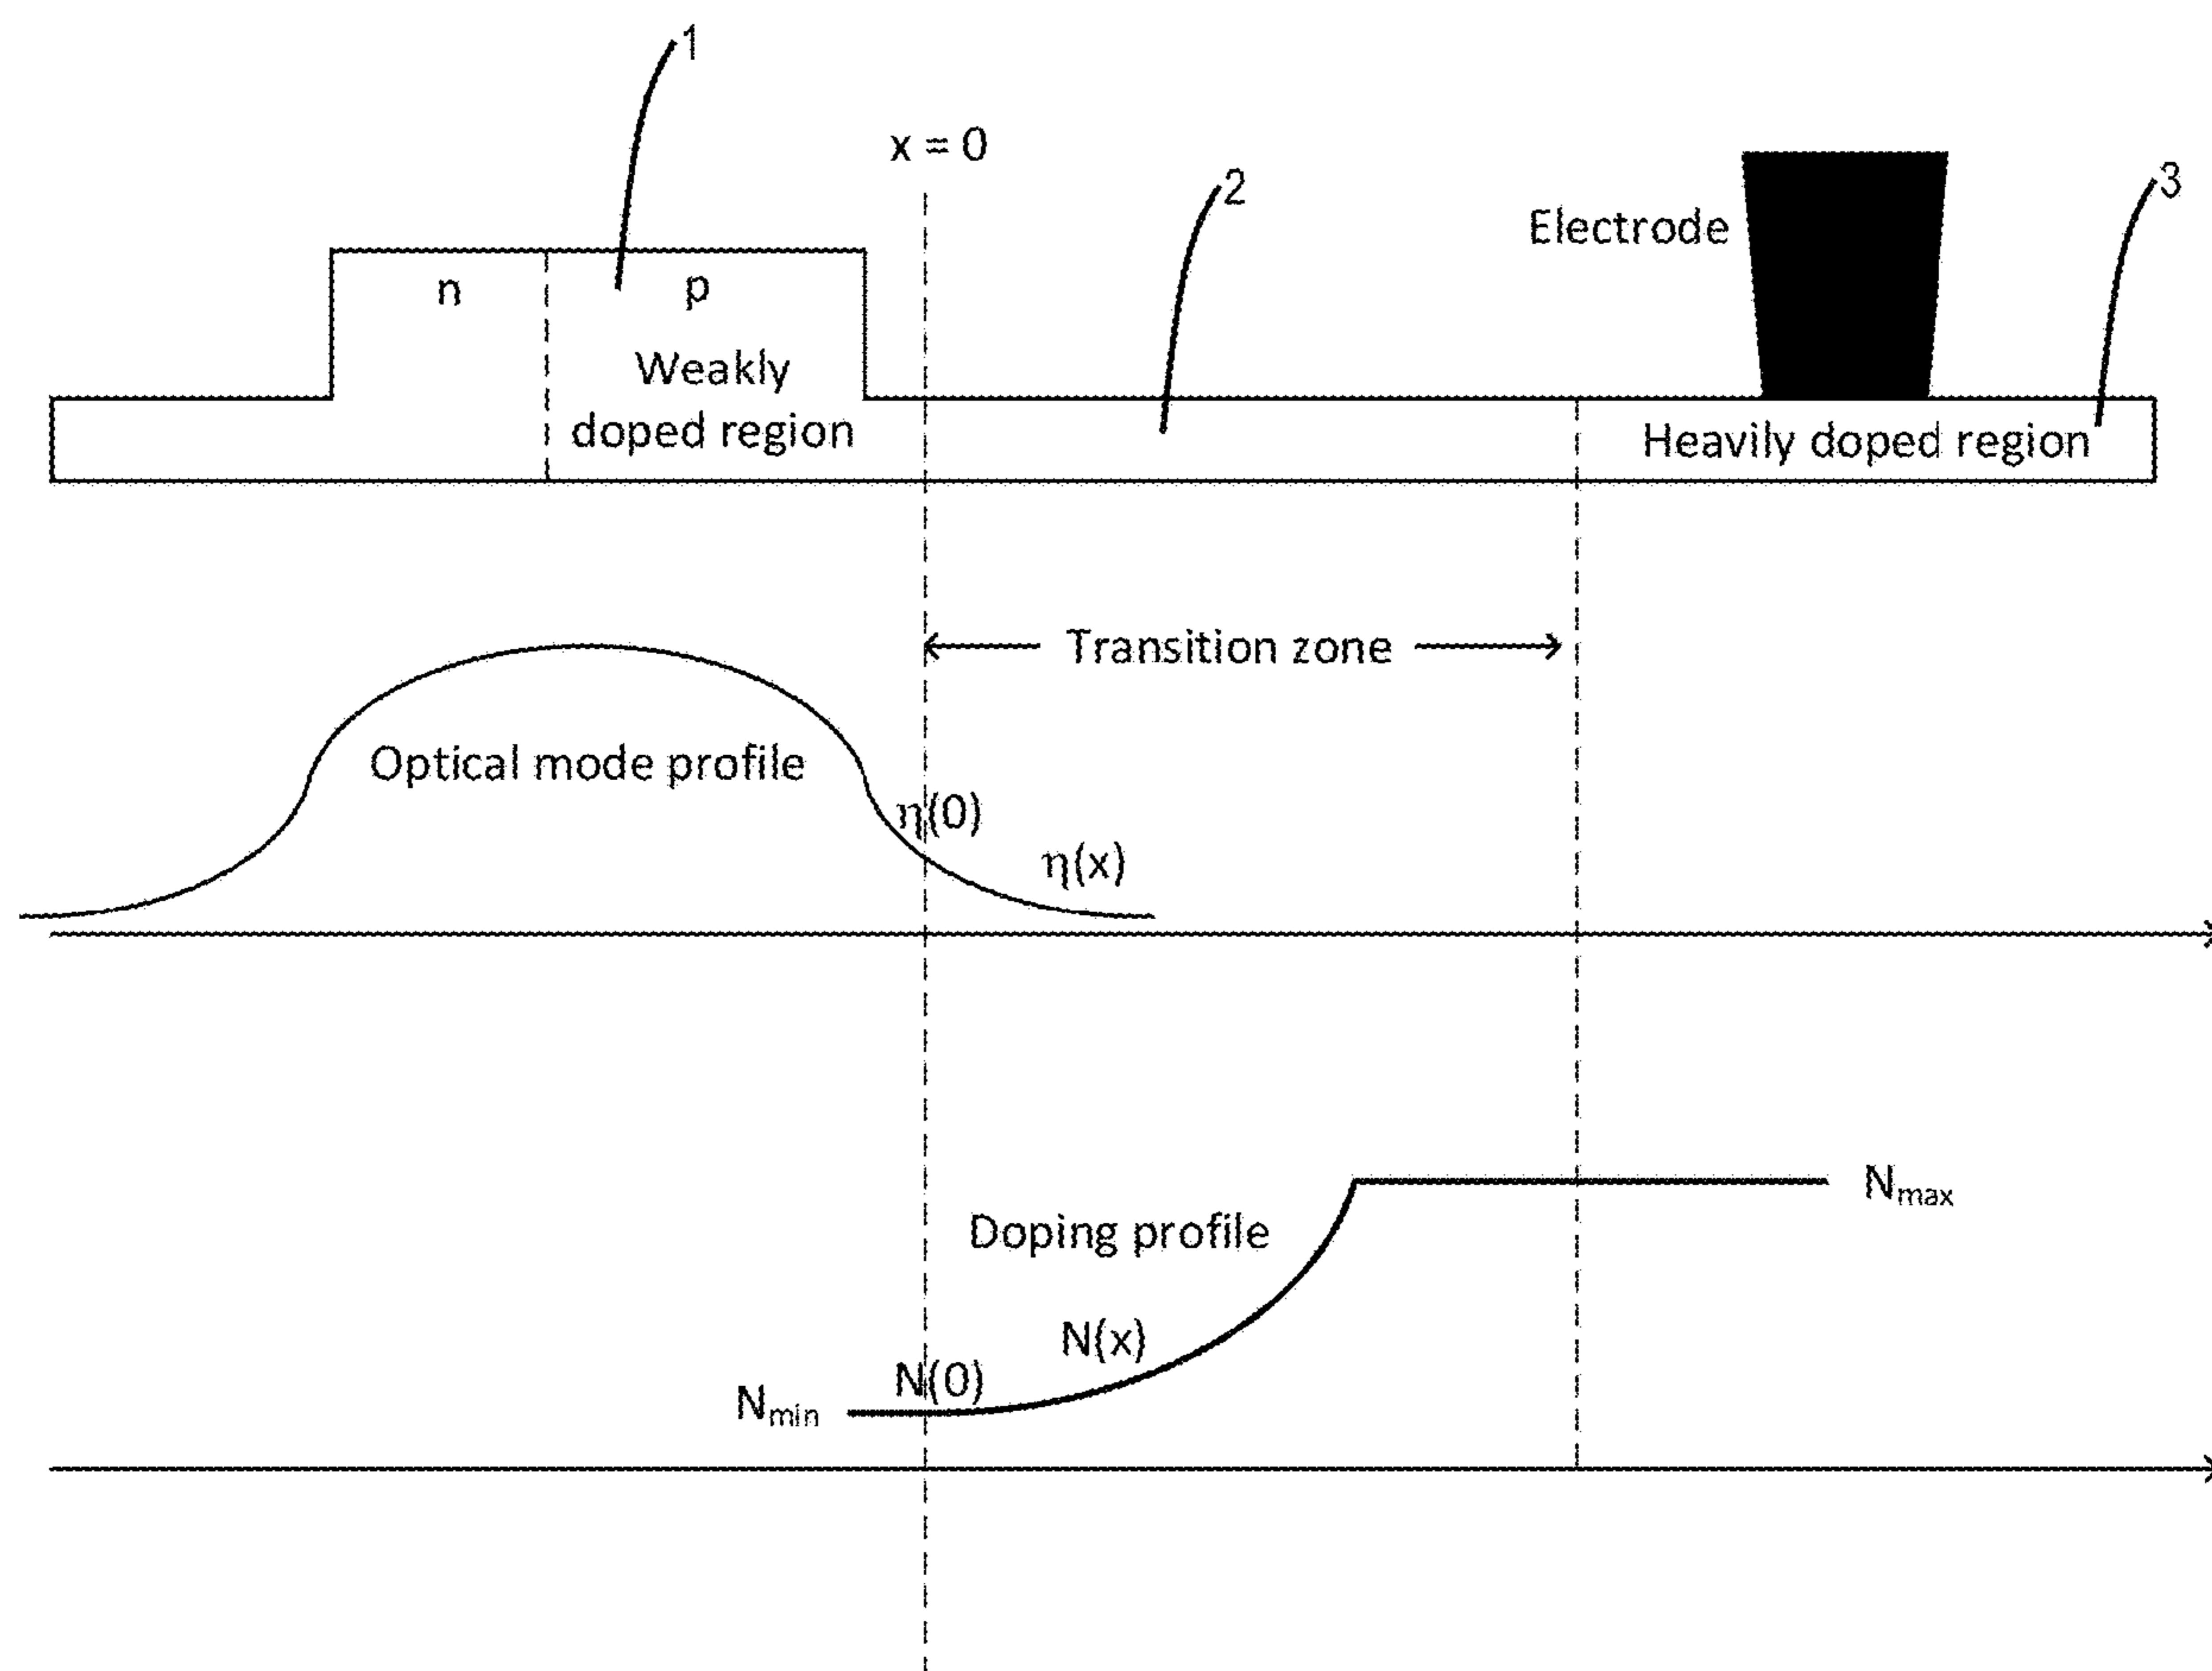 1
x = 0
2
3
Electrode
n
p
Weakly
doped region
Heavily doped region
Transition zone
Optical mode profile
η(0)
η(x)
Nmax
Doping profile
N(x)
N(0)
Nmin